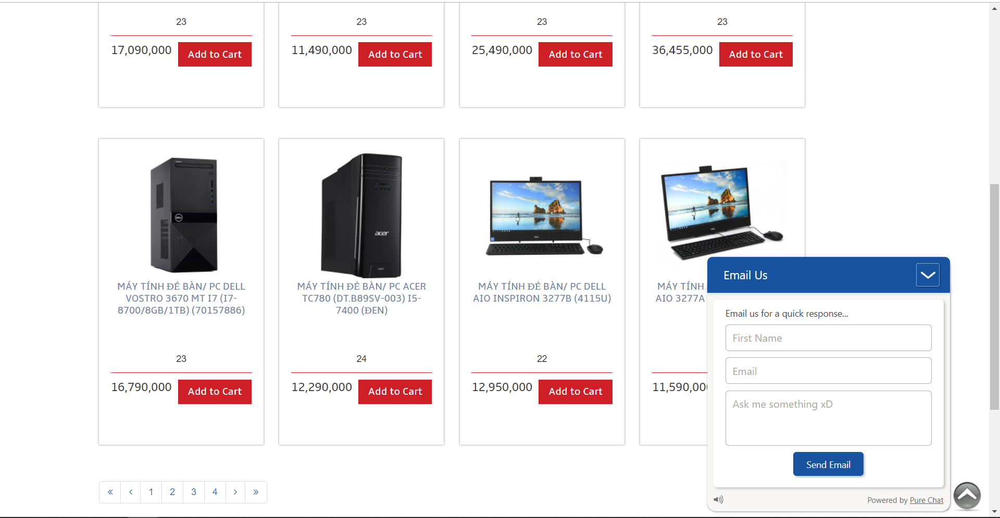 23
23
23
23
17,090,000 Add to Cart
11,490,000 Add to Cart
25,490,000 Add to Cart
36,455,000 Add to Cart
DELL
acer
DELL
DELL
MÁY TÍNH ĐỂ BÀN/ PC DELL
VOSTRO 3670 MT I7 (I7-
8700/8GB/1TB) (70157886)
23
16,790,000 Add to Cart
MÁY TÍNH ĐỂ BÀN/ PC ACER
TC780 (DT.B89SV-003) I5-
7400 (ĐEN)
24
12,290,000 Add to Cart
MÁY TÍNH ĐỂ BÀN/ PC DELL
AIO INSPIRON 3277B (4115U)
22
12,950,000 Add to Cart
MÁY TÍNH
AIO 3277A
11,590,00
Email Us
Email us for a quick response...
First Name
Email
Ask me something xD
Send Email
Powered by Pure Chat
« ‹ 1 2 3 4 › »